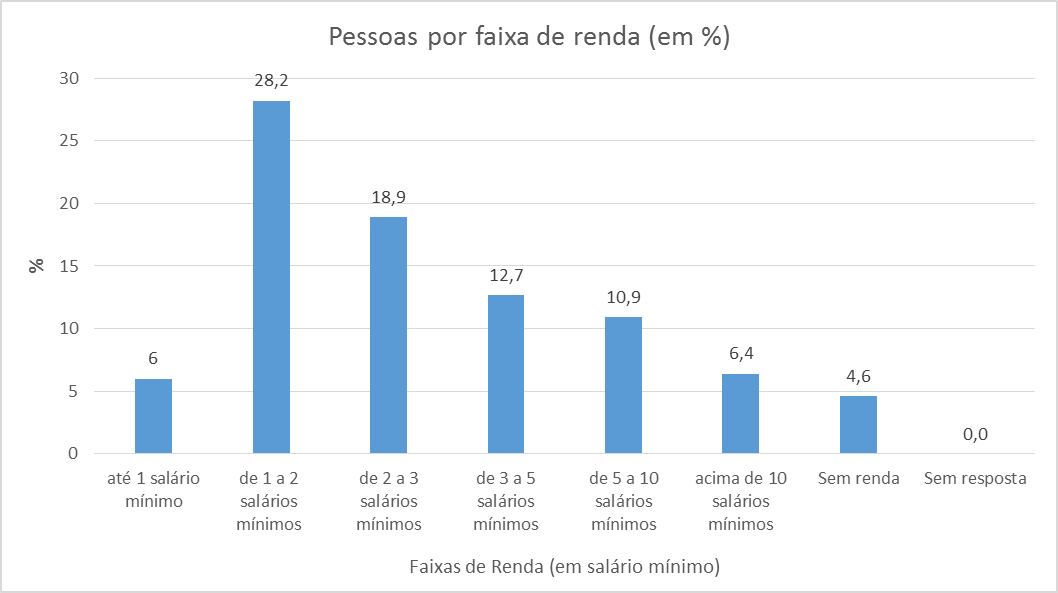 Pessoas por faixa de renda (em %)
30
25
20
15
10
5
0
%
6
28,2
18,9
12,7
10,9
6,4
4,6
0,0
até 1 salário
mínimo
de 1 a 2
salários
mínimos
de 2 a 3
salários
mínimos
de 3 a 5
salários
mínimos
de 5 a 10
salários
mínimos
acima de 10
salários
mínimos
Sem renda
Sem resposta
Faixas de Renda (em salário mínimo)